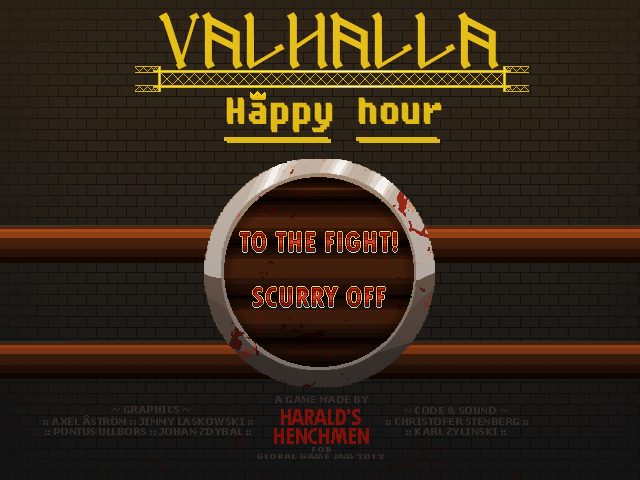 VALHALLA
Håppy hour
TO THE FIGHT!
SCURRY OFF
A GAME MADE BY
HARALD'S
HENCHMEN
FOR
GLOBAL GAME JAM 2012
~ GRAPHICS ~
:: AXEL ÅSTRÖM :: JIMMY LASKOWSKI ::
:: PONTUS ULLBORS :: JOHAN ZDYBAL ::
~ CODE & SOUND ~
:: CHRISTOFER STENBERG ::
:: KARL ZYLINSKI ::